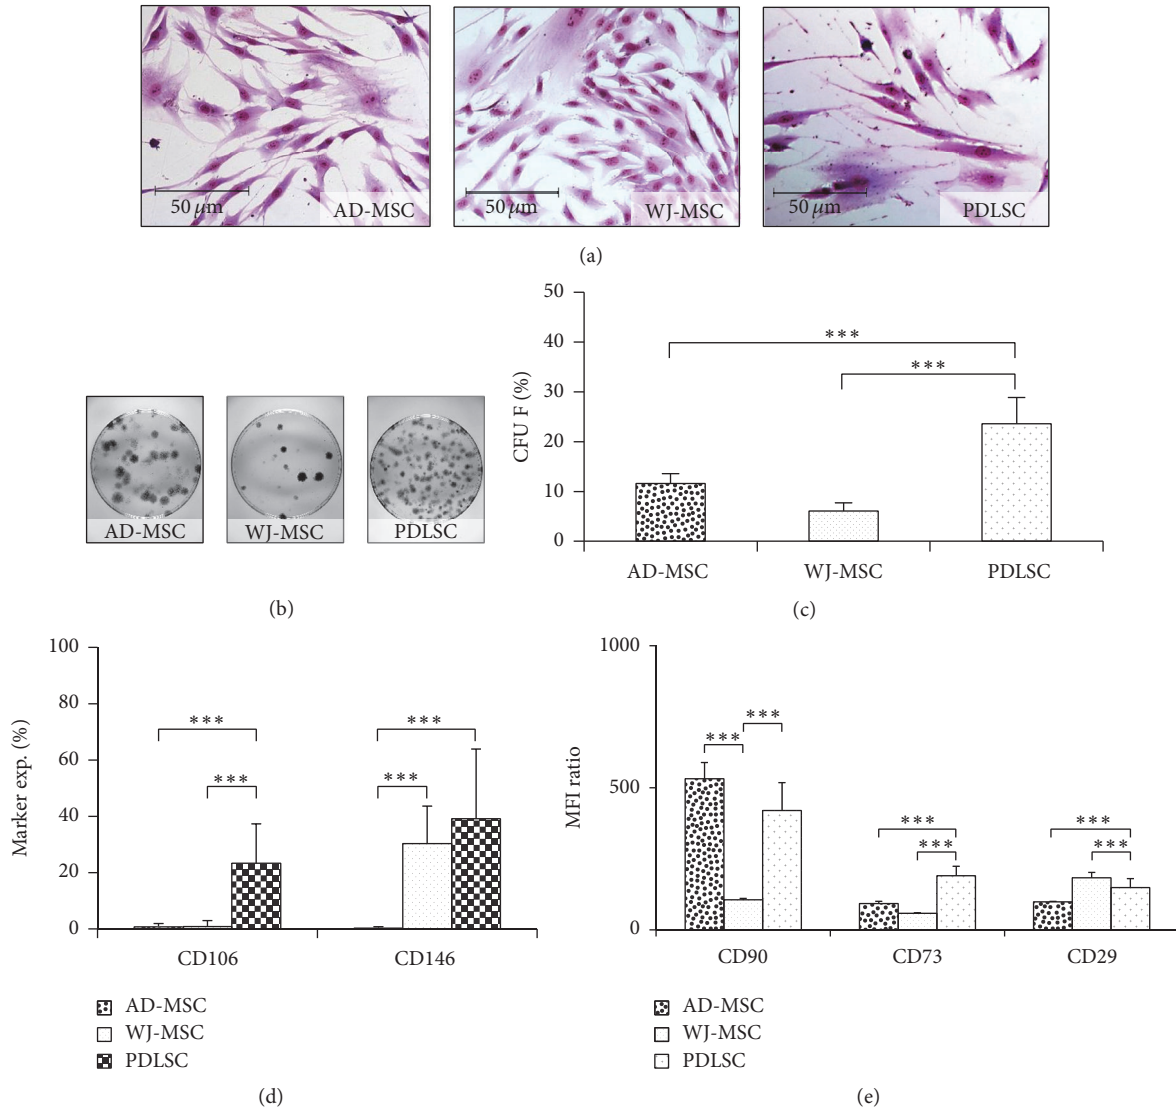 50 μm
AD-MSC
50 μm
WJ-MSC
50 μm
PDLSC
(a)
AD-MSC
WJ-MSC
PDLSC
(b)
50
40
30
20
10
0
CFU F (%)
***
***
AD-MSC
WJ-MSC
PDLSC
(c)
100
80
60
40
20
0
Marker exp. (%)
***
***
***
***
CD106
CD146
AD-MSC
WJ-MSC
PDLSC
(d)
1000
500
0
MFI ratio
***
***
***
***
***
***
CD90
CD73
CD29
AD-MSC
WJ-MSC
PDLSC
(e)